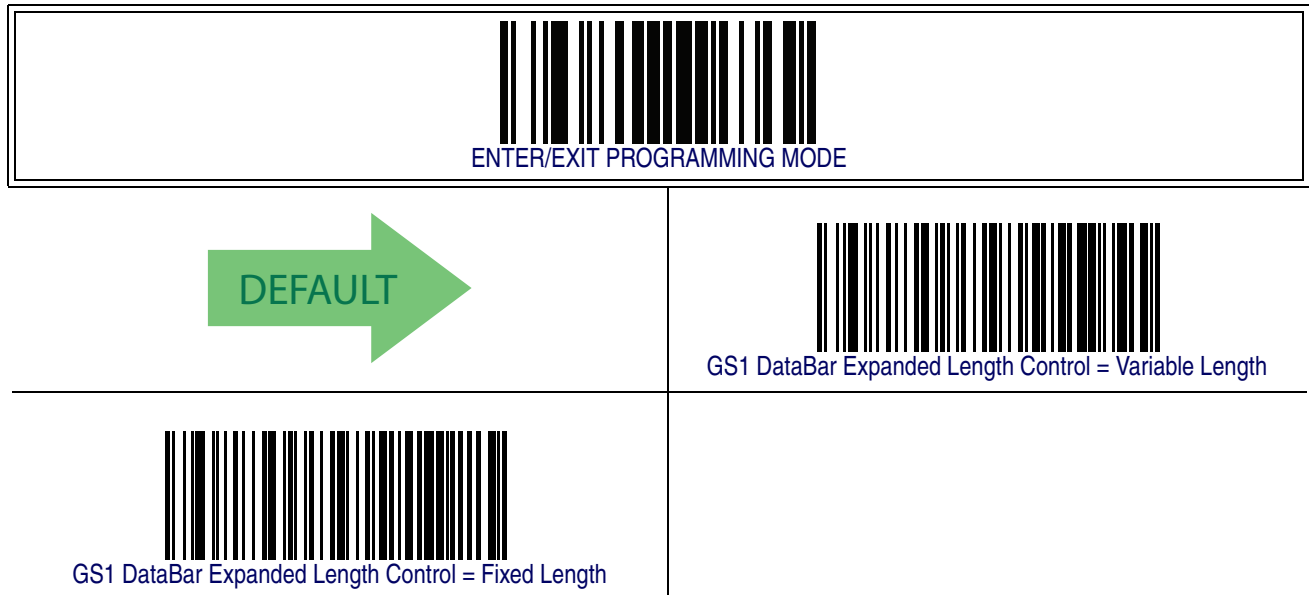 ENTER/EXIT PROGRAMMING MODE
DEFAULT
GS1 DataBar Expanded Length Control = Variable Length
GS1 DataBar Expanded Length Control = Fixed Length